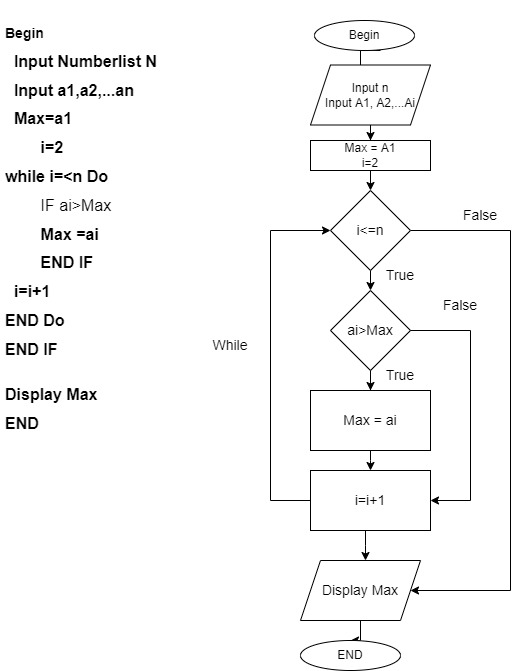 Begin
Input Numberlist N
Input a1,a2,...an
Max=a1
i=2
while i=<n Do
IF ai>Max
Max =ai
END IF
i=i+1
END Do
END IF
Display Max
END
Begin
Input n
Input A1, A2,...Ai
Max = A1
i=2
i<=n
False
True
ai>Max
False
While
True
Max = ai
i=i+1
Display Max
END